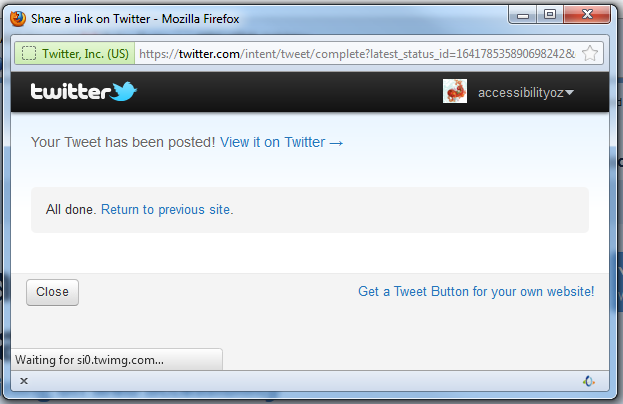 Share a link on Twitter - Mozilla Firefox
Twitter, Inc. (US) https://twitter.com/intent/tweet/complete?latest_status_id=164178535890698242&
twitter accessibilityoz
Your Tweet has been posted! View it on Twitter →
All done. Return to previous site.
Close Get a Tweet Button for your own website!
Waiting for si0.twimg.com...